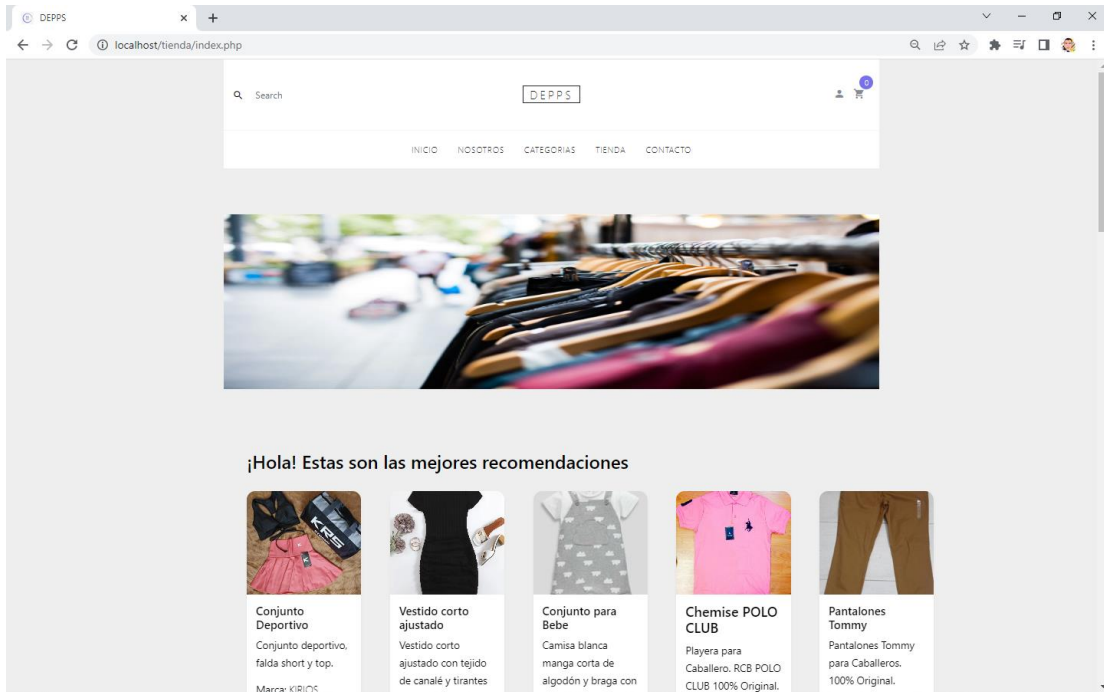 DEPPS
localhost/tienda/index.php
Search
DEPPS
0
INICIO NOSOTROS CATEGORIAS TIENDA CONTACTO
¡Hola! Estas son las mejores recomendaciones
KRS
Conjunto
Deportivo
Conjunto deportivo,
falda short y top.
Marca: KIRIOS
Vestido corto
ajustado
Vestido corto
ajustado con tejido
de canalé y tirantes
Conjunto para
Bebe
Camisa blanca
manga corta de
algodón y braga con
Chemise POLO
CLUB
Playera para
Caballero. RCB POLO
CLUB 100% Original.
Pantalones
Tommy
Pantalones Tommy
para Caballeros.
100% Original.